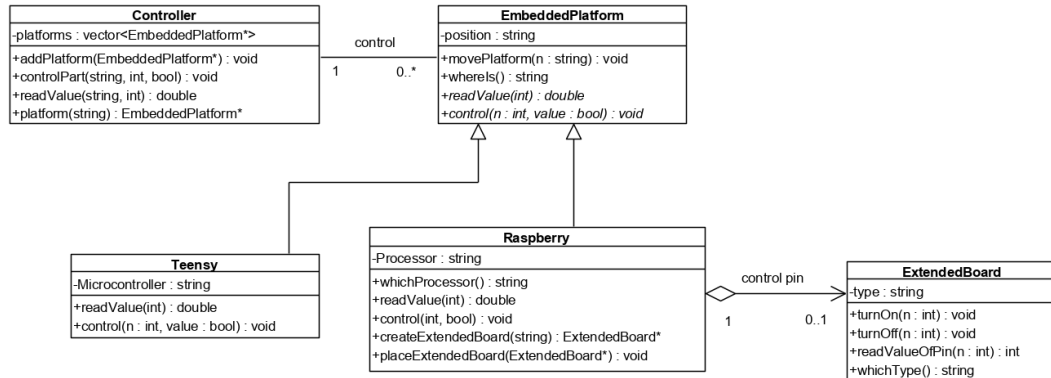 Controller
-platforms : vector<EmbeddedPlatform*>
+addPlatform(EmbeddedPlatform*) : void
+controlPart(string, int, bool) : void
+readValue(string, int) : double
+platform(string) : EmbeddedPlatform*
control
1
0..*
EmbeddedPlatform
-position : string
+movePlatform(n : string) : void
+whereIs() : string
+readValue(int) : double
+control(n : int, value : bool) : void
Teensy
-Microcontroller : string
+readValue(int) : double
+control(n : int, value : bool) : void
Raspberry
-Processor : string
+whichProcessor() : string
+readValue(int) : double
+control(int, bool) : void
+createExtendedBoard(string) : ExtendedBoard*
+placeExtendedBoard(ExtendedBoard*) : void
control pin
1
0..1
ExtendedBoard
-type : string
+turnOn(n : int) : void
+turnOff(n : int) : void
+readValueOfPin(n : int) : int
+whichType() : string